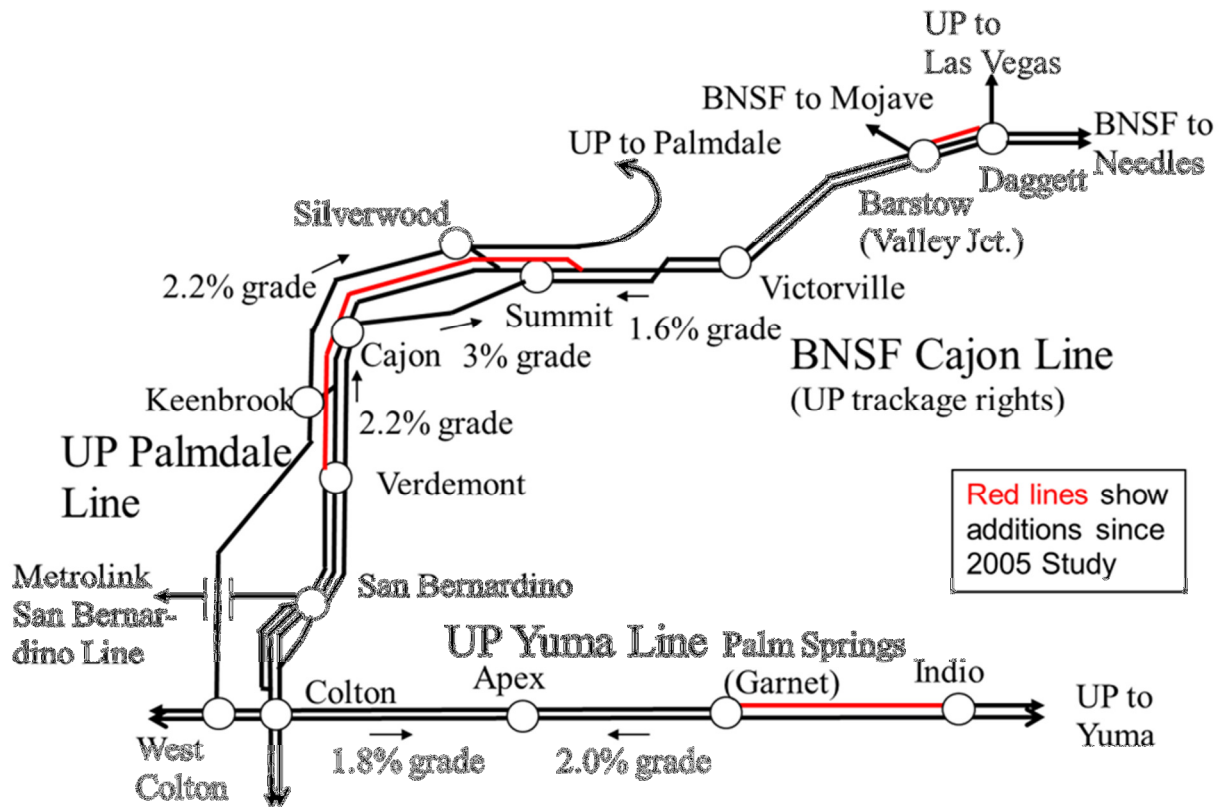 UP to
Las Vegas
BNSF to Mojave
BNSF to
Needles
UP to Palmdale
Daggett
Barstow
(Valley Jct.)
Silverwood
2.2% grade
Victorville
Summit
1.6% grade
Cajon
3% grade
BNSF Cajon Line
(UP trackage rights)
Keenbrook
2.2% grade
UP Palmdale
Line
Verdemont
Red lines show
additions since
2005 Study
Metrolink
San Bernar-
dino Line
San Bernardino
UP Yuma Line
Palm Springs
(Garnet)
Indio
Apex
Colton
UP to
Yuma
West
Colton
1.8% grade
2.0% grade